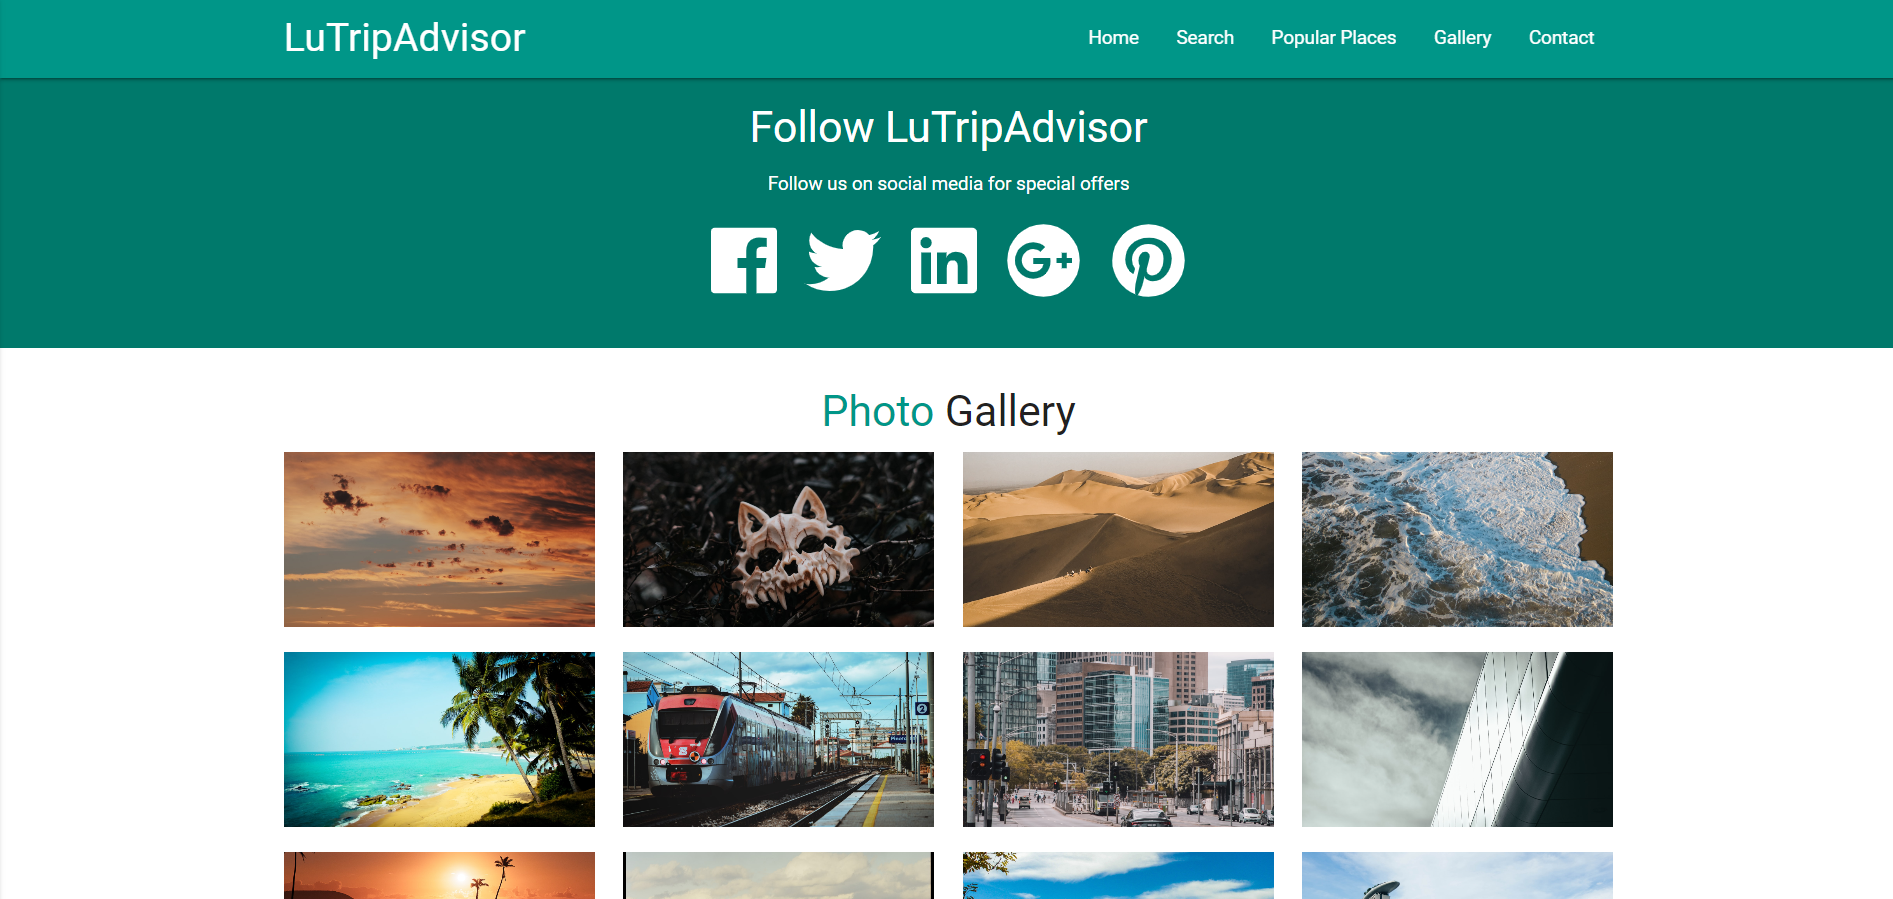 LuTripAdvisor
Home Search Popular Places Gallery Contact
Follow LuTripAdvisor
Follow us on social media for special offers
Photo Gallery
2